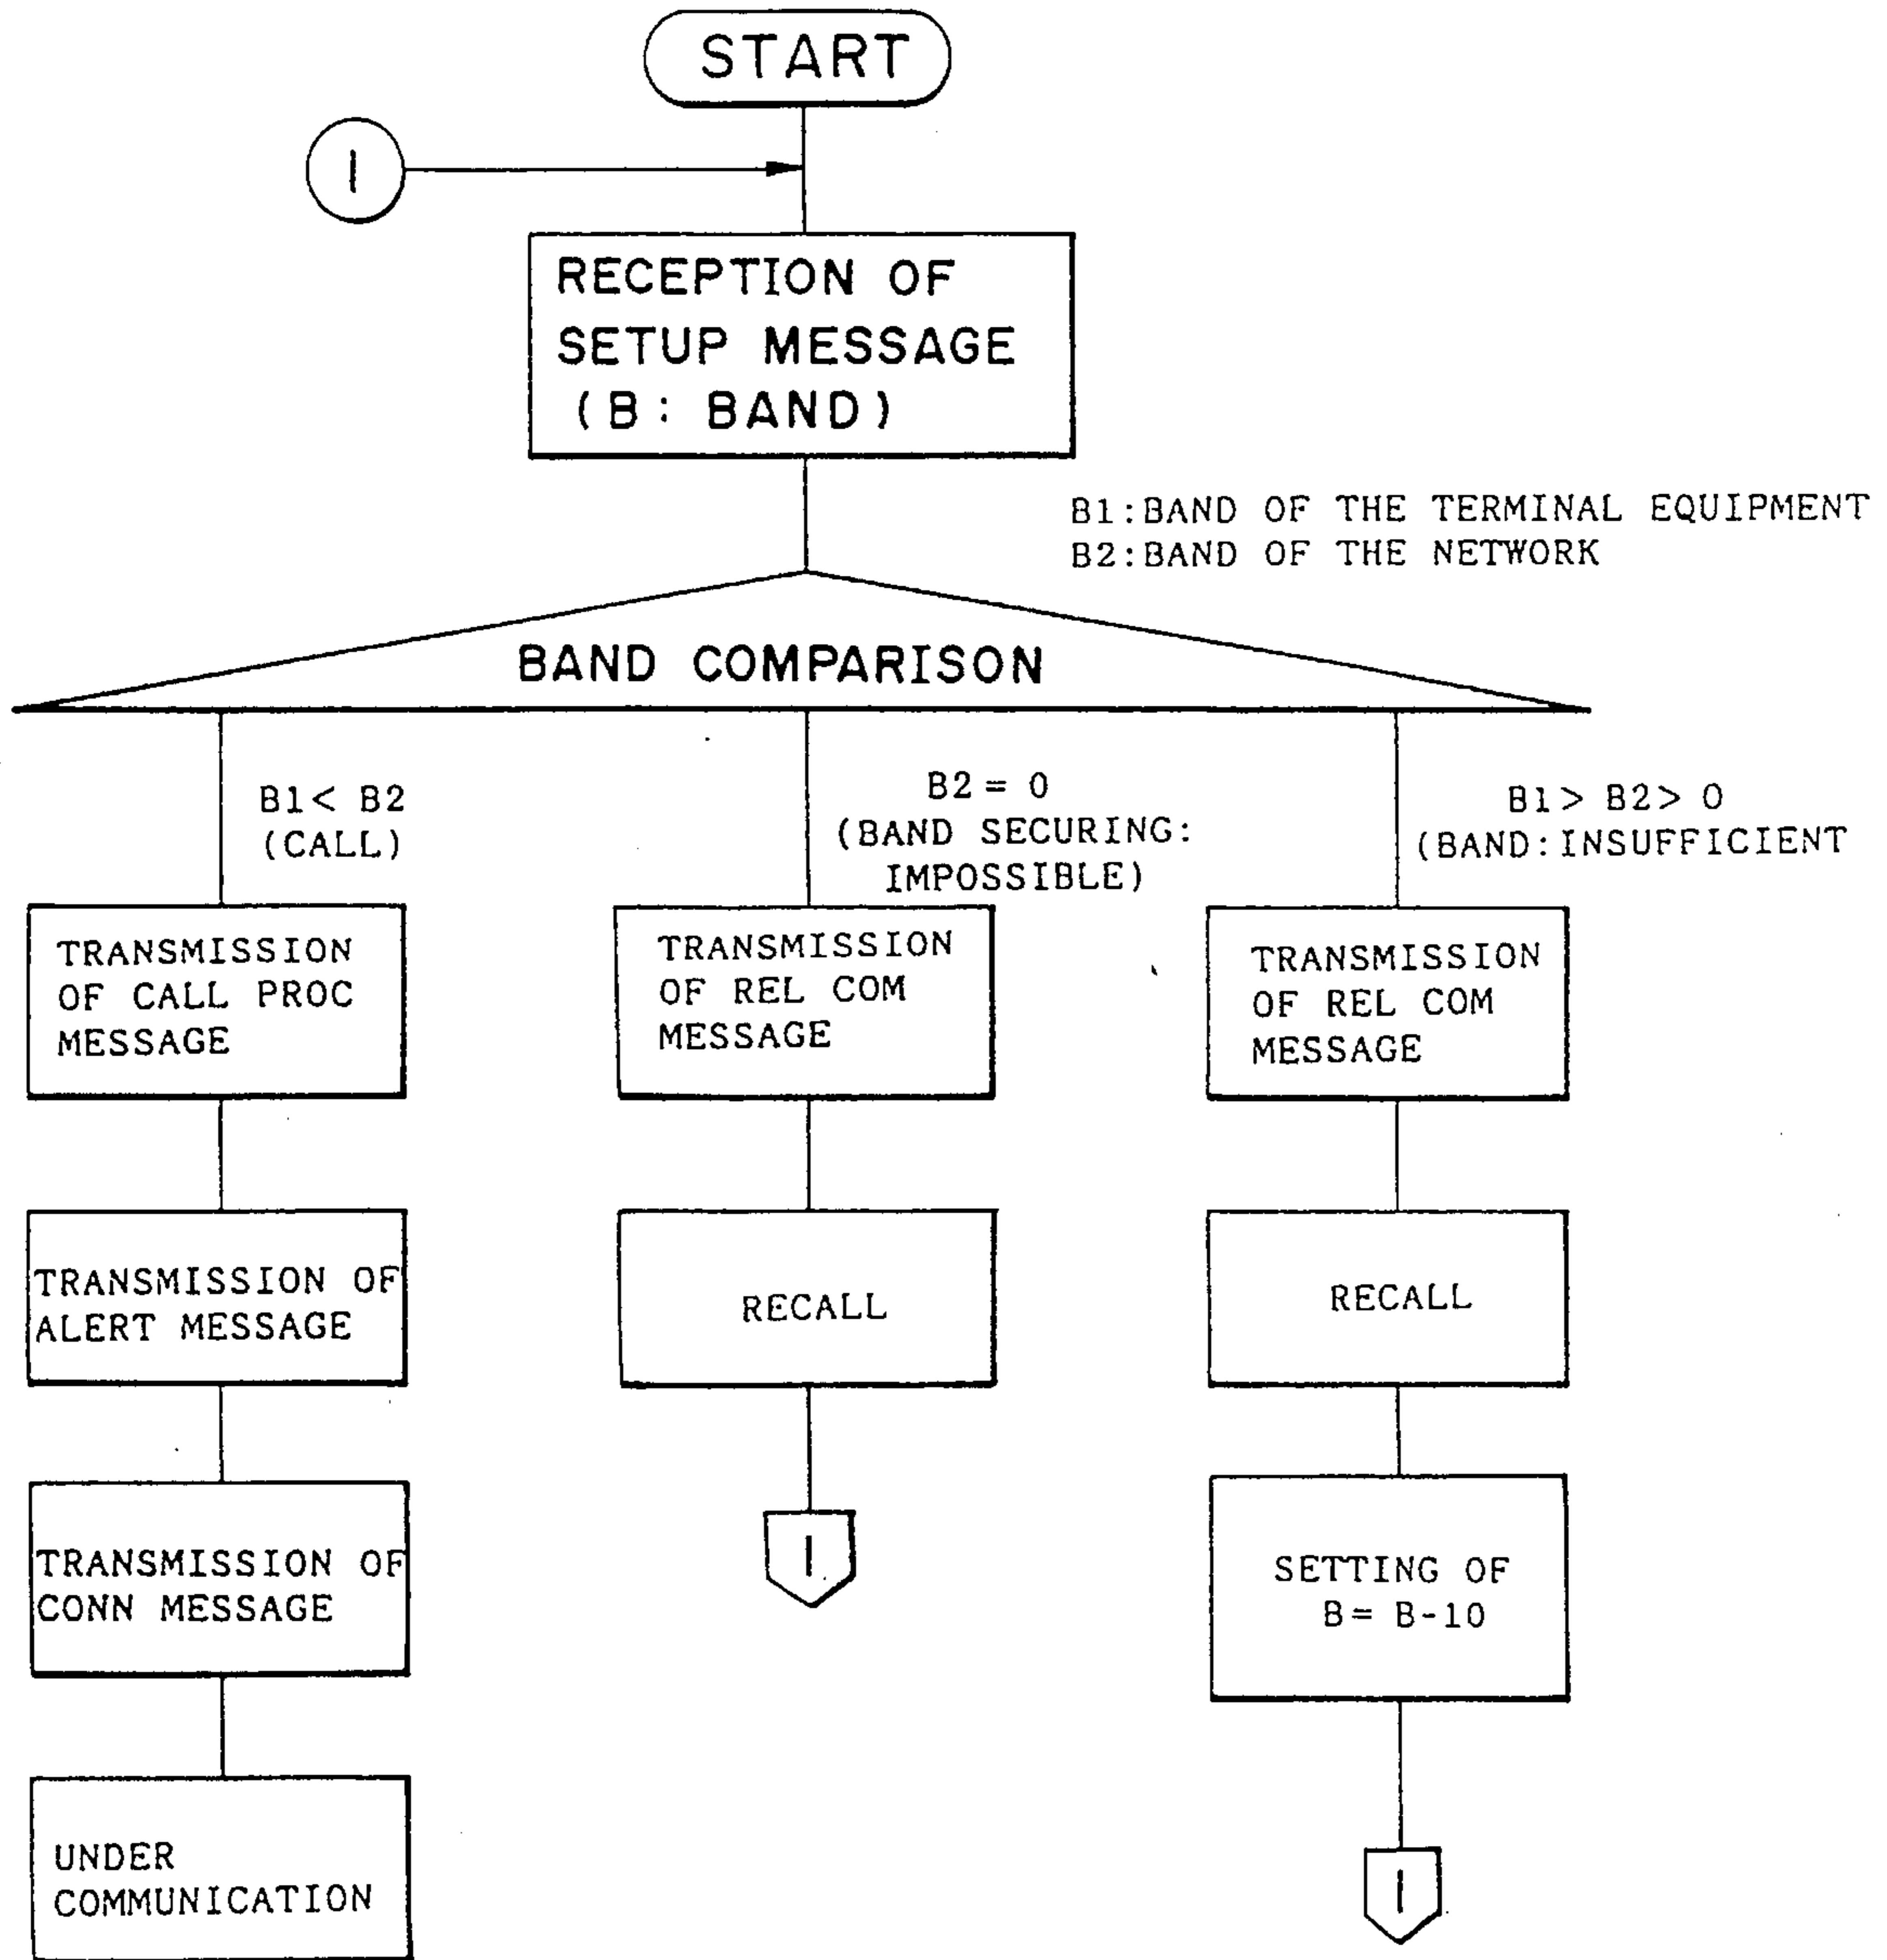 START
1
RECEPTION OF
SETUP MESSAGE
(B: BAND)
B1:BAND OF THE TERMINAL EQUIPMENT
B2:BAND OF THE NETWORK
BAND COMPARISON
B1< B2
(CALL)
B2= 0
(BAND SECURING:
IMPOSSIBLE)
B1> B2> 0
(BAND:INSUFFICIENT
TRANSMISSION
OF CALL PROC
MESSAGE
TRANSMISSION
OF REL COM
MESSAGE
TRANSMISSION
OF REL COM
MESSAGE
TRANSMISSION OF
ALERT MESSAGE
RECALL
RECALL
TRANSMISSION OF
CONN MESSAGE
1
SETTING OF
B= B-10
UNDER
COMMUNICATION
1